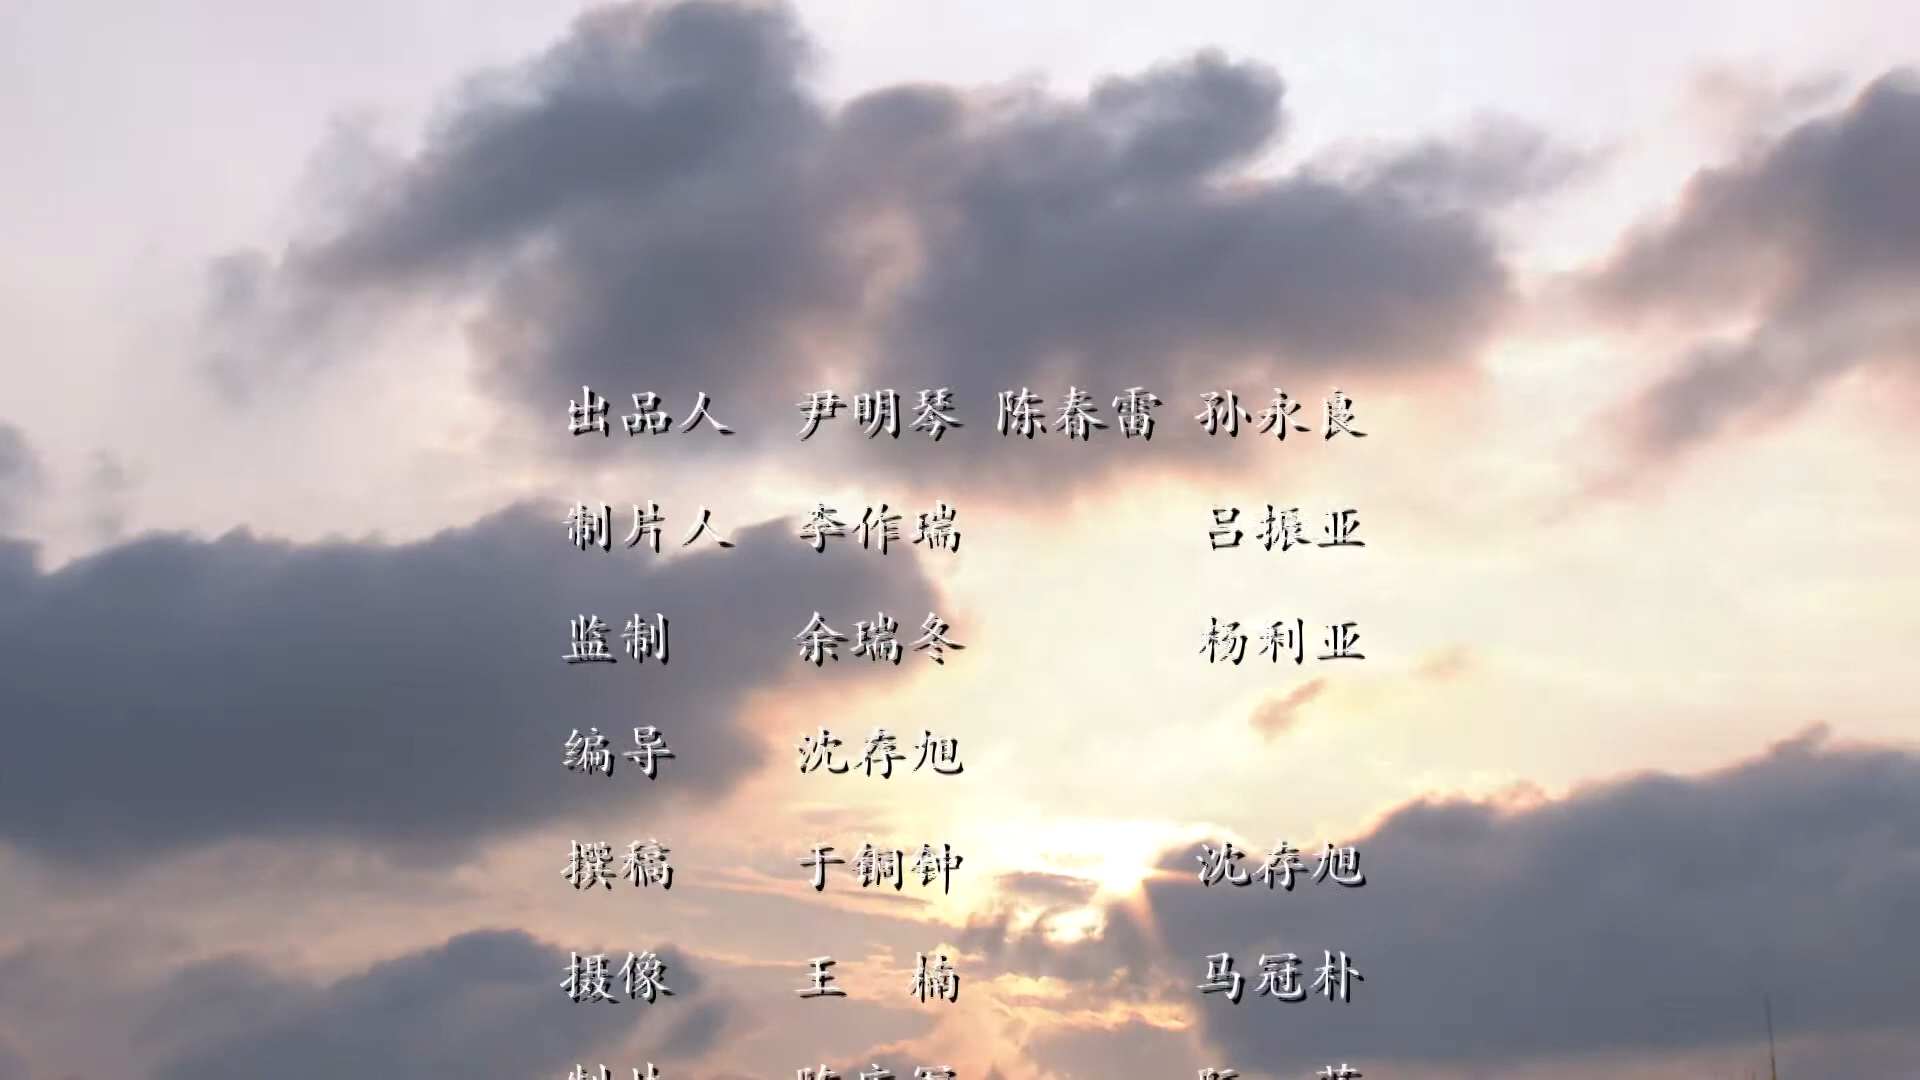 出品人 尹明琴 陈春雷 孙永良
制片人 李作瑞 吕振亚
监制 余瑞冬 杨利亚
编导 沈存旭
撰稿 于铜钟 沈存旭
摄像 王 楠 马冠朴
制片